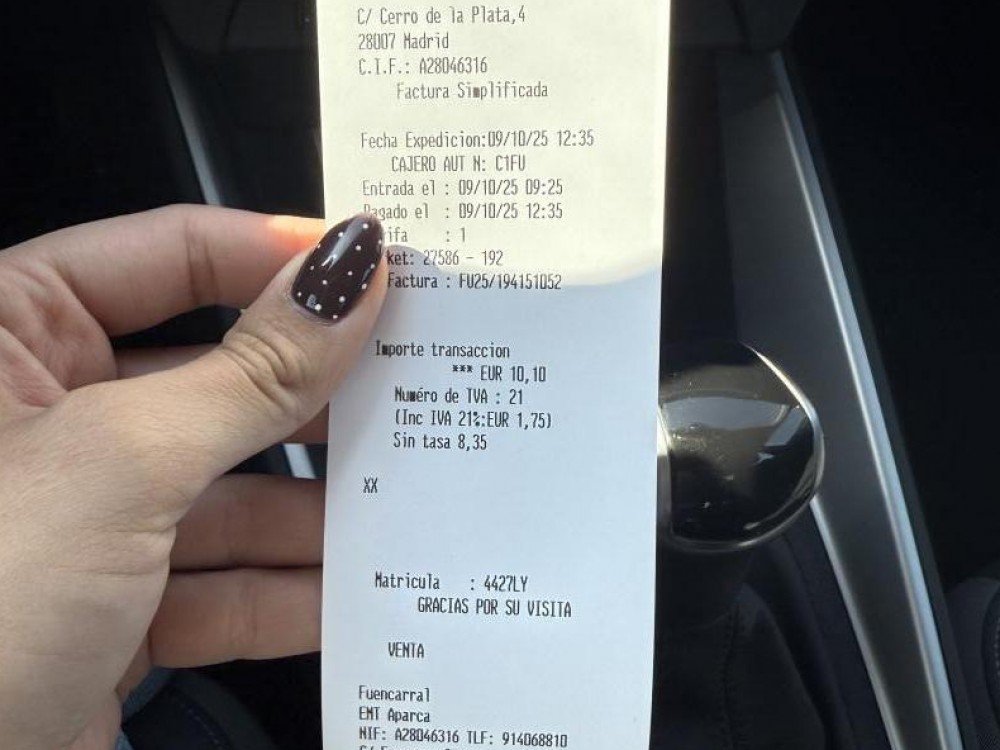 C/ Cerro de la Plata,4
28007 Madrid
C.I.F.: A28046316
Factura Simplificada
Fecha Expedicion:09/10/25 12:35
CAJERO AUT N: C1FU
Entrada el : 09/10/25 09:25
Pagado el : 09/10/25 12:35
ifa : 1
ket: 27586 - 192
Factura : FU25/194151052
Importe transaccion
*** EUR 10,10
Numéro de TVA : 21
(Inc IVA 21%:EUR 1,75)
Sin tasa 8,35
XX
Matricula : 4427LY
GRACIAS POR SU VISITA
VENTA
Fuencarral
EMT Aparca
NIF: A28046316 TLF: 914068810